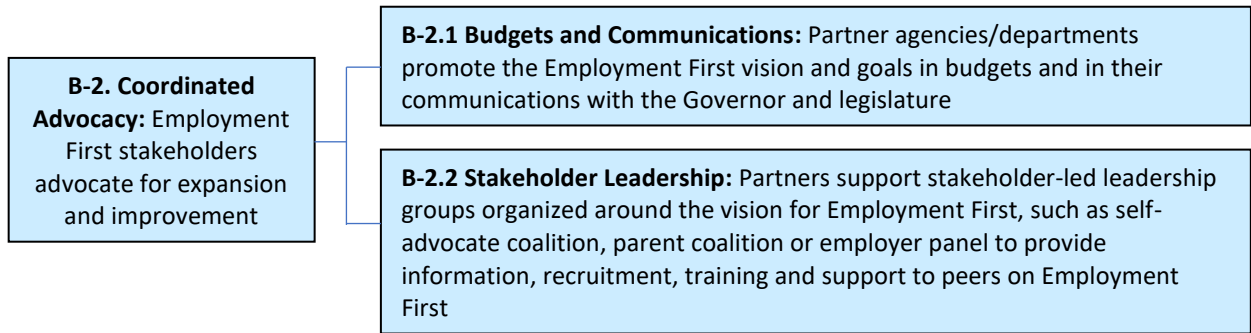 B-2. Coordinated
Advocacy: Employment
First stakeholders
advocate for expansion
and improvement
B-2.1 Budgets and Communications: Partner agencies/departments
promote the Employment First vision and goals in budgets and in their
communications with the Governor and legislature
B-2.2 Stakeholder Leadership: Partners support stakeholder-led leadership
groups organized around the vision for Employment First, such as self-
advocate coalition, parent coalition or employer panel to provide
information, recruitment, training and support to peers on Employment
First